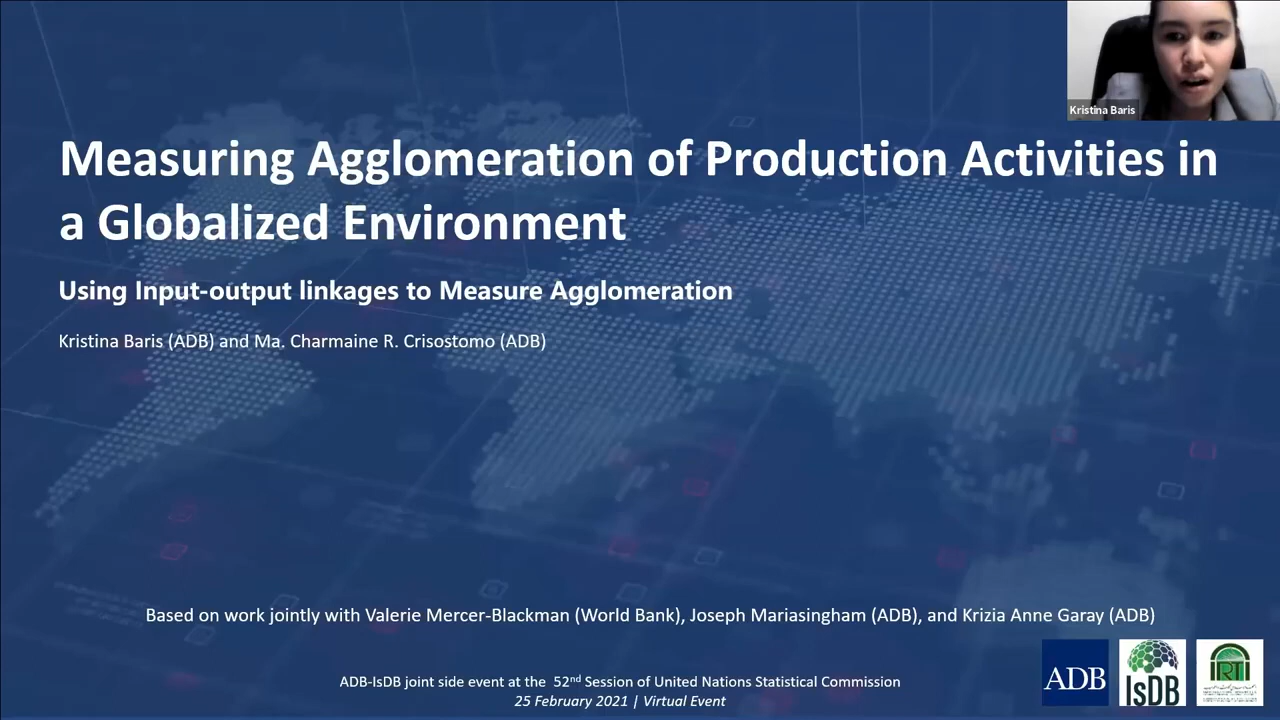 Kristina Baris
Measuring Agglomeration of Production Activities in
a Globalized Environment
Using Input-output linkages to Measure Agglomeration
Kristina Baris (ADB) and Ma. Charmaine R. Crisostomo (ADB)
Based on work jointly with Valerie Mercer-Blackman (World Bank), Joseph Mariasingham (ADB), and Krizia Anne Garay (ADB)
ADB-IsDB joint side event at the 52nd Session of United Nations Statistical Commission
February 2021 | Virtual Event
ADB
IsDB
IRTI